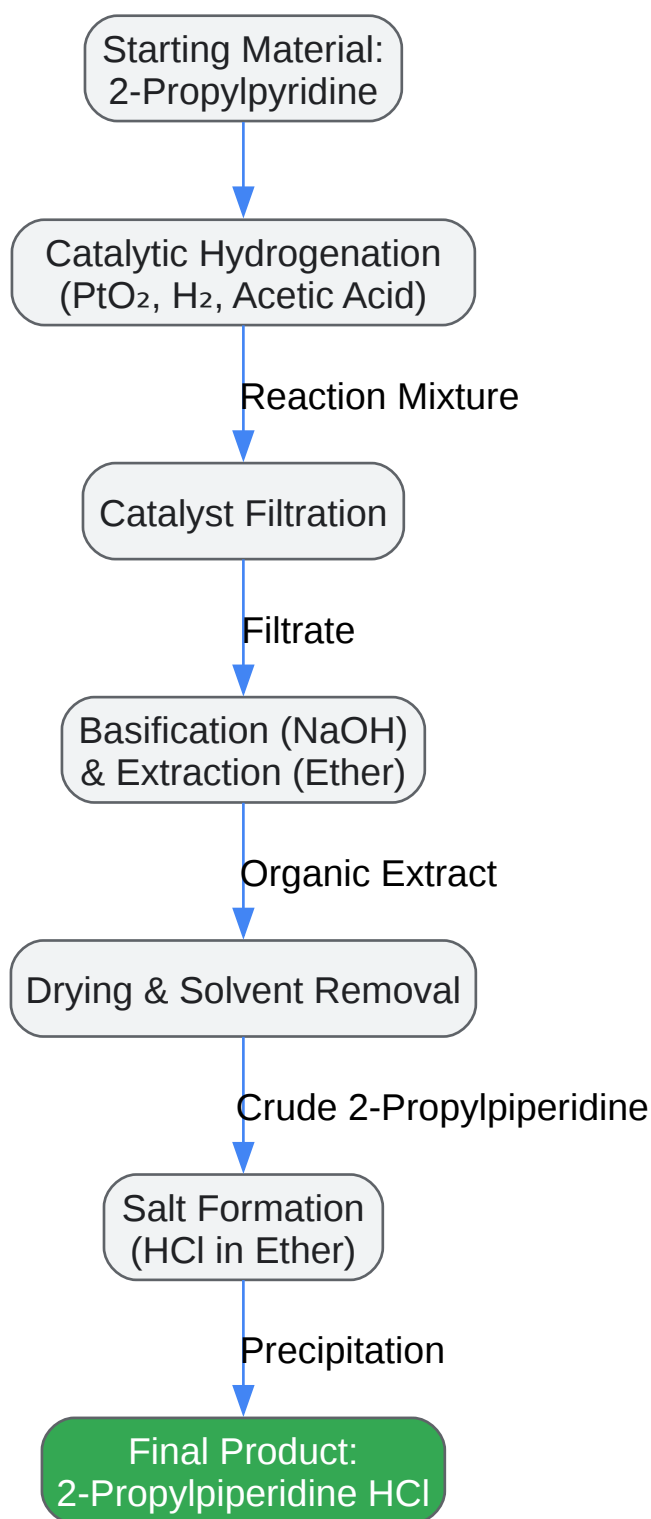 Starting Material:
2-Propylpyridine
Catalytic Hydrogenation
(PtO₂, H₂, Acetic Acid)
Reaction Mixture
Catalyst Filtration
Filtrate
Basification (NaOH)
& Extraction (Ether)
Organic Extract
Drying & Solvent Removal
Crude 2-Propylpiperidine
Salt Formation
(HCl in Ether)
Precipitation
Final Product:
2-Propylpiperidine HCl